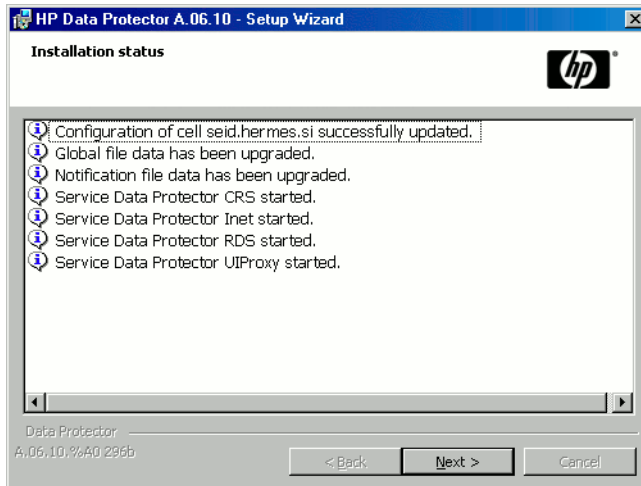 HP Data Protector A.06.10 - Setup Wizard
Installation status
hp
Configuration of cell seid.hermes.si successfully updated.
Global file data has been upgraded.
Notification file data has been upgraded.
Service Data Protector CRS started.
Service Data Protector Inet started.
Service Data Protector RDS started.
Service Data Protector UIProxy started.
Data Protector
A.06.10.%A0 296b
< Back
Next >
Cancel